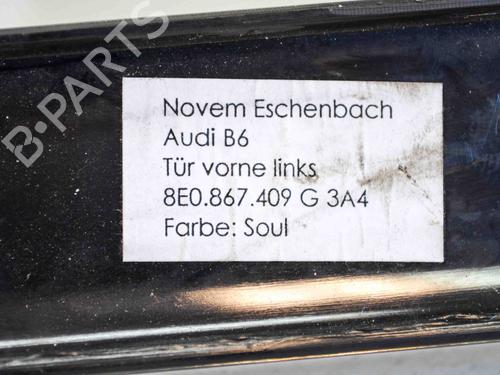 B-PARTS
Novem Eschenbach
Audi B6
Tür vorne links
8E0.867.409 G 3A4
Farbe: Soul